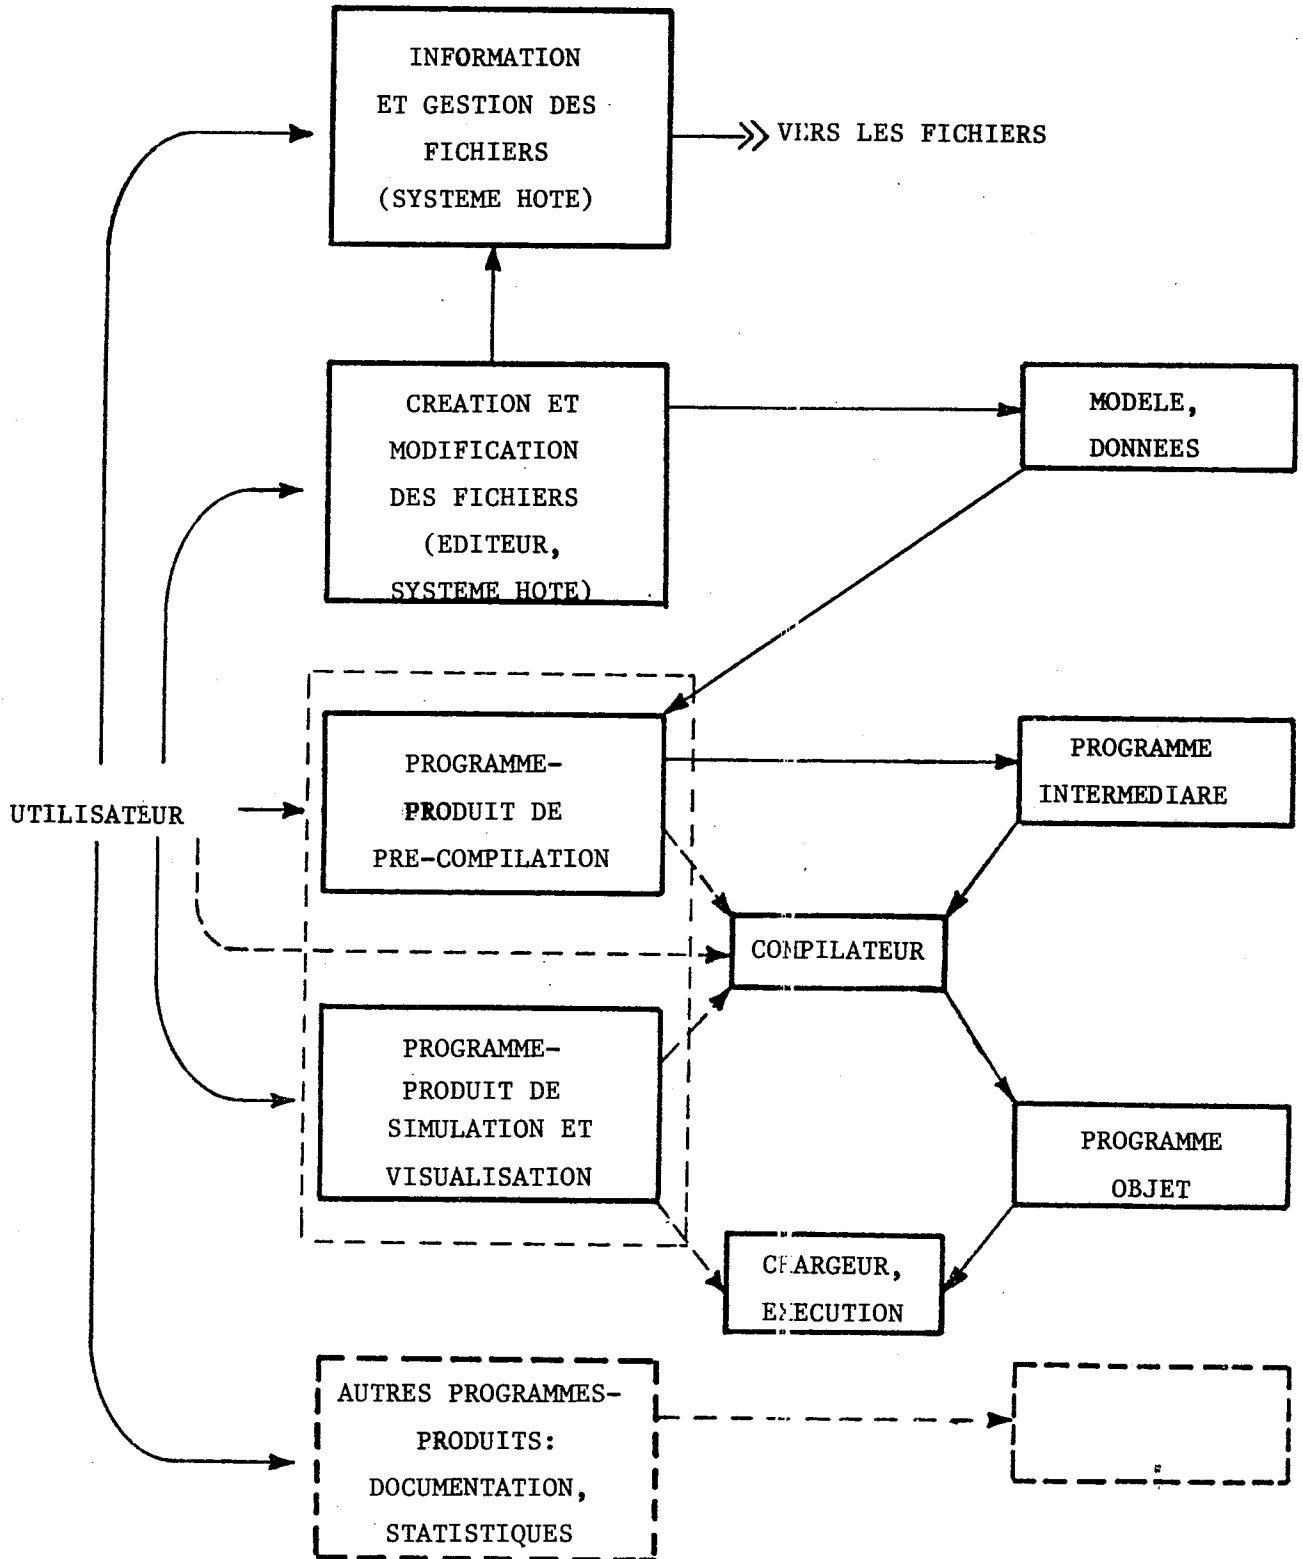 INFORMATION
ET GESTION DES
FICHIERS
(SYSTEME HOTE)
VERS LES FICHIERS
CREATION ET
MODIFICATION
DES FICHIERS
(EDITEUR,
SYSTEME HOTE)
MODELE,
DONNEES
PROGRAMME-
PRODUIT DE
PRE-COMPILATION
PROGRAMME
INTERMEDIARE
UTILISATEUR
COMPILATEUR
PROGRAMME-
PRODUIT DE
SIMULATION ET
VISUALISATION
PROGRAMME
OBJET
CHARGEUR,
EXECUTION
AUTRES PROGRAMMES-
PRODUITS:
DOCUMENTATION,
STATISTIQUES